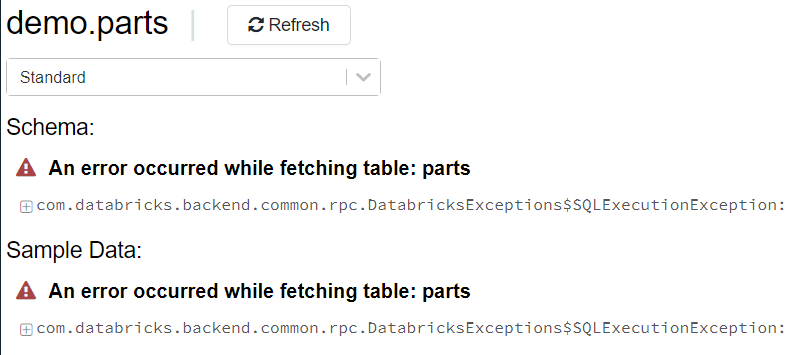 demo.parts
Refresh
Standard
Schema:
An error occurred while fetching table: parts
com.databricks.backend.common.rpc.DatabricksExceptions$SQLExecutionException:
Sample Data:
An error occurred while fetching table: parts
com.databricks.backend.common.rpc.DatabricksExceptions$SQLExecutionException: